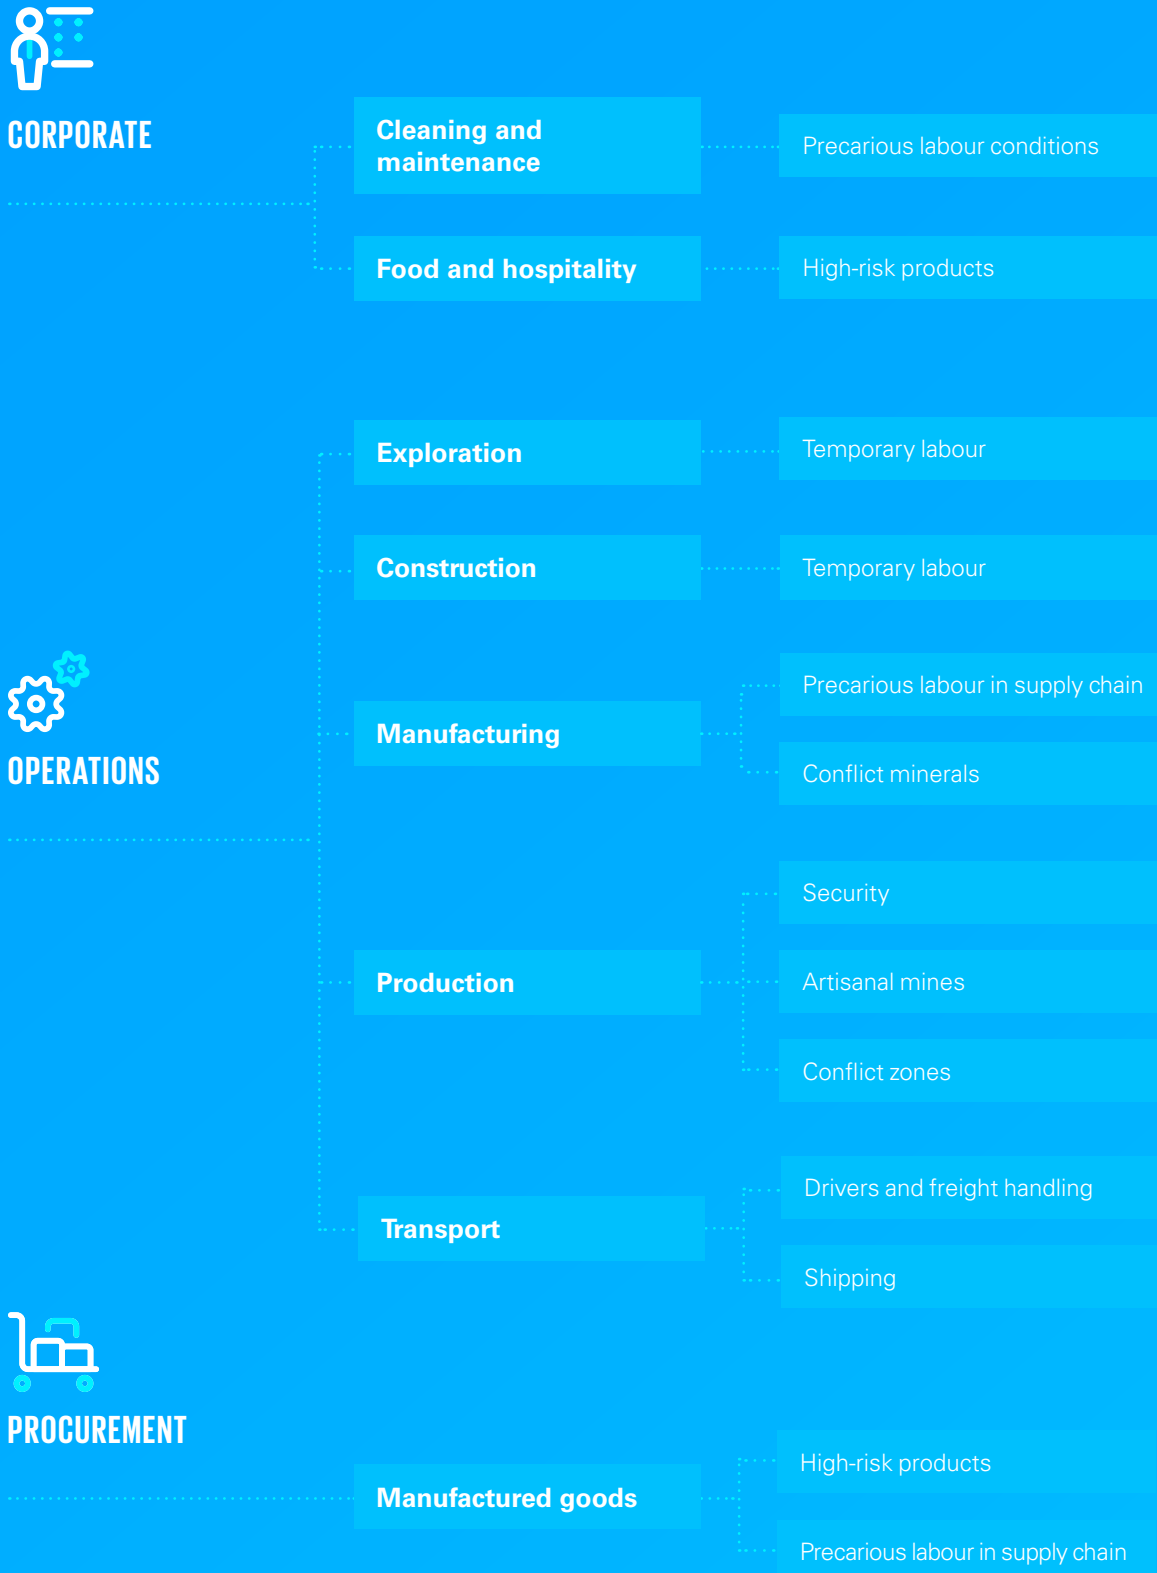 CORPORATE
Cleaning and
maintenance
Precarious labour conditions
Food and hospitality
High-risk products
Exploration
Temporary labour
Construction
Temporary labour
OPERATIONS
Manufacturing
Precarious labour in supply chain
Conflict minerals
Production
Security
Artisanal mines
Conflict zones
Transport
Drivers and freight handling
Shipping
PROCUREMENT
Manufactured goods
High-risk products
Precarious labour in supply chain